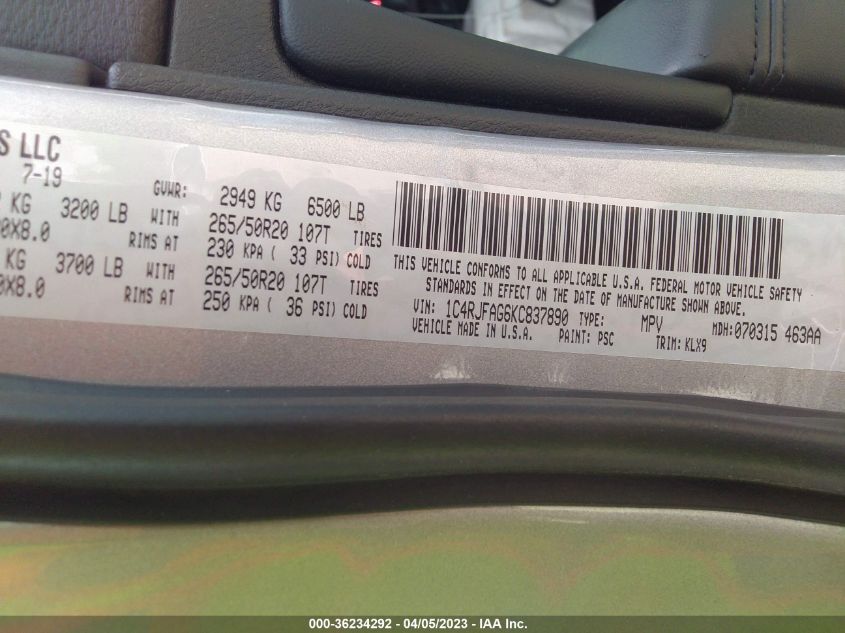 S LLC
7-19
GVWR: 2949 KG 6500 LB
KG 3200 LB WITH 265/50R20 107T TIRES
0X8.0 RIMS AT 230 KPA ( 33 PSI) COLD
KG 3700 LB WITH 265/50R20 107T TIRES
0X8.0 RIMS AT 250 KPA ( 36 PSI) COLD
THIS VEHICLE CONFORMS TO ALL APPLICABLE U.S.A. FEDERAL MOTOR VEHICLE SAFETY
STANDARDS IN EFFECT ON THE DATE OF MANUFACTURE SHOWN ABOVE.
VIN: 1C4RJFAG6KC837890 TYPE: MPV MDH:070315 463AA
VEHICLE MADE IN U.S.A. PAINT: PSC TRIM: KLX9
000-36234292 - 04/05/2023 - IAA Inc.